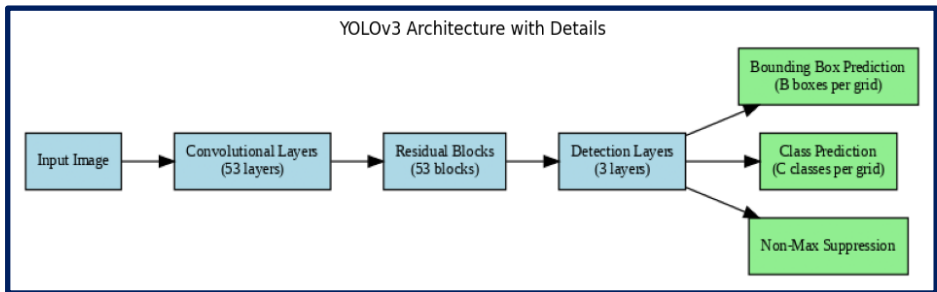 YOLOv3 Architecture with Details
Input Image
Convolutional Layers
(53 layers)
Residual Blocks
(53 blocks)
Detection Layers
(3 layers)
Bounding Box Prediction
(B boxes per grid)
Class Prediction
(C classes per grid)
Non-Max Suppression